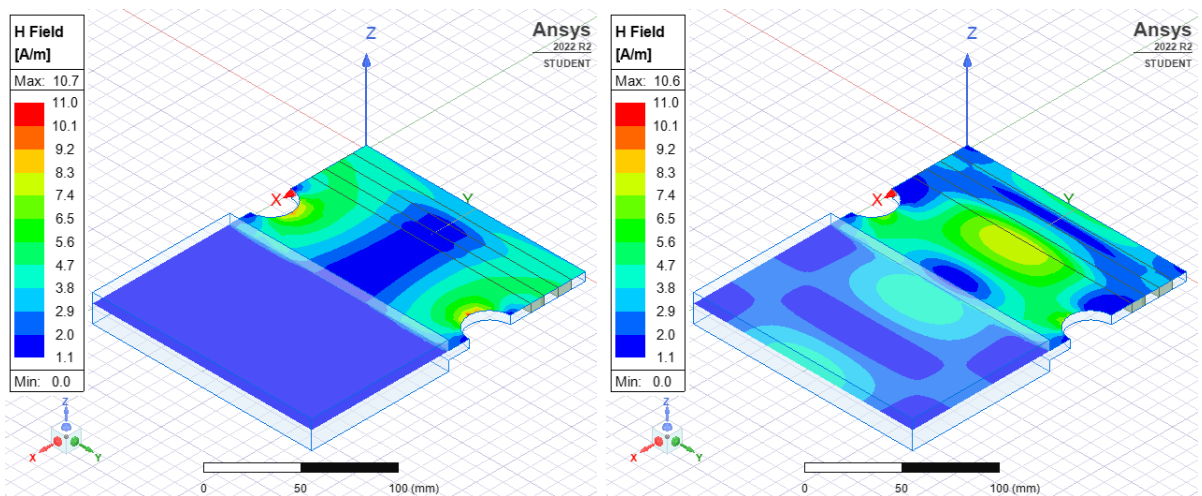 H Field
[A/m]
Max: 10.7
11.0
10.1
9.2
8.3
7.4
6.5
5.6
4.7
3.8
2.9
2.0
1.1
Min: 0.0
Z
Ansys
2022 R2
STUDENT
X
Y
Z
X
Y
0
50
100 (mm)
H Field
[A/m]
Max: 10.6
11.0
10.1
9.2
8.3
7.4
6.5
5.6
4.7
3.8
2.9
2.0
1.1
Min: 0.0
Z
Ansys
2022 R2
STUDENT
X
Y
Z
X
Y
0
50
100 (mm)